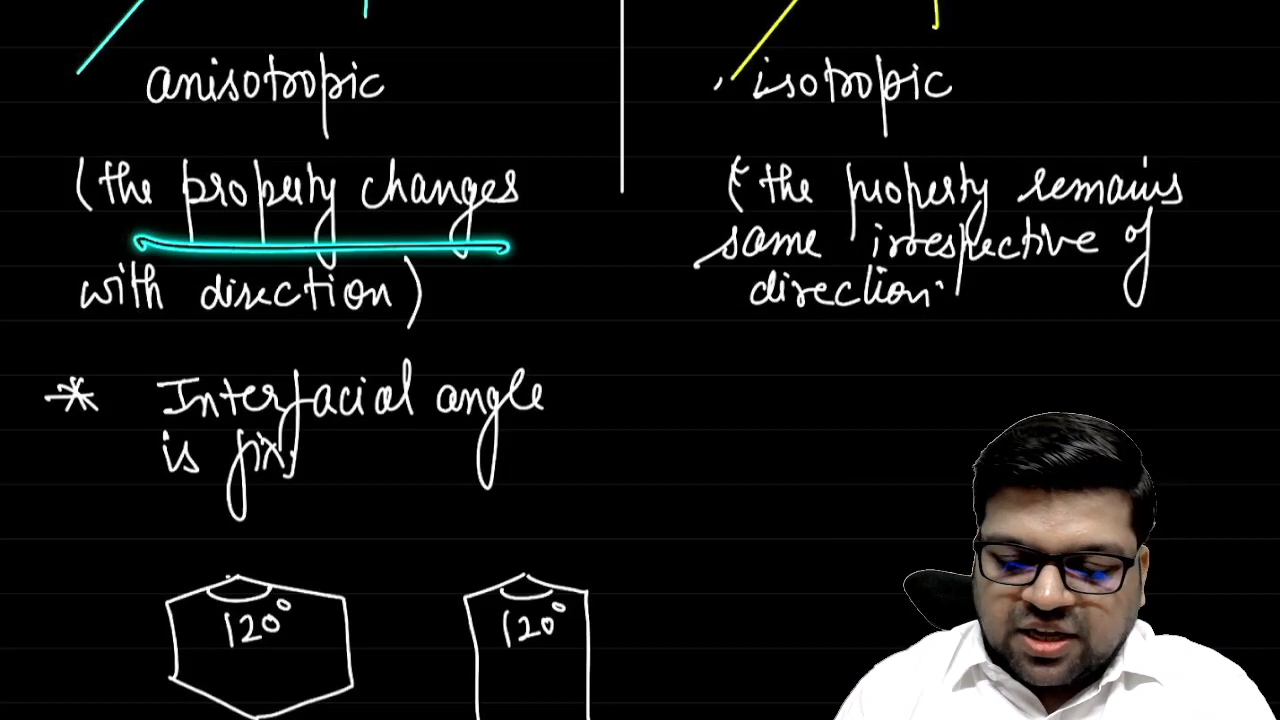 anisotropic
(the property changes
with direction)
isotropic
(the property remains
same irrespective of
direction.
* Interfacial angle
is fix.
120°
120°